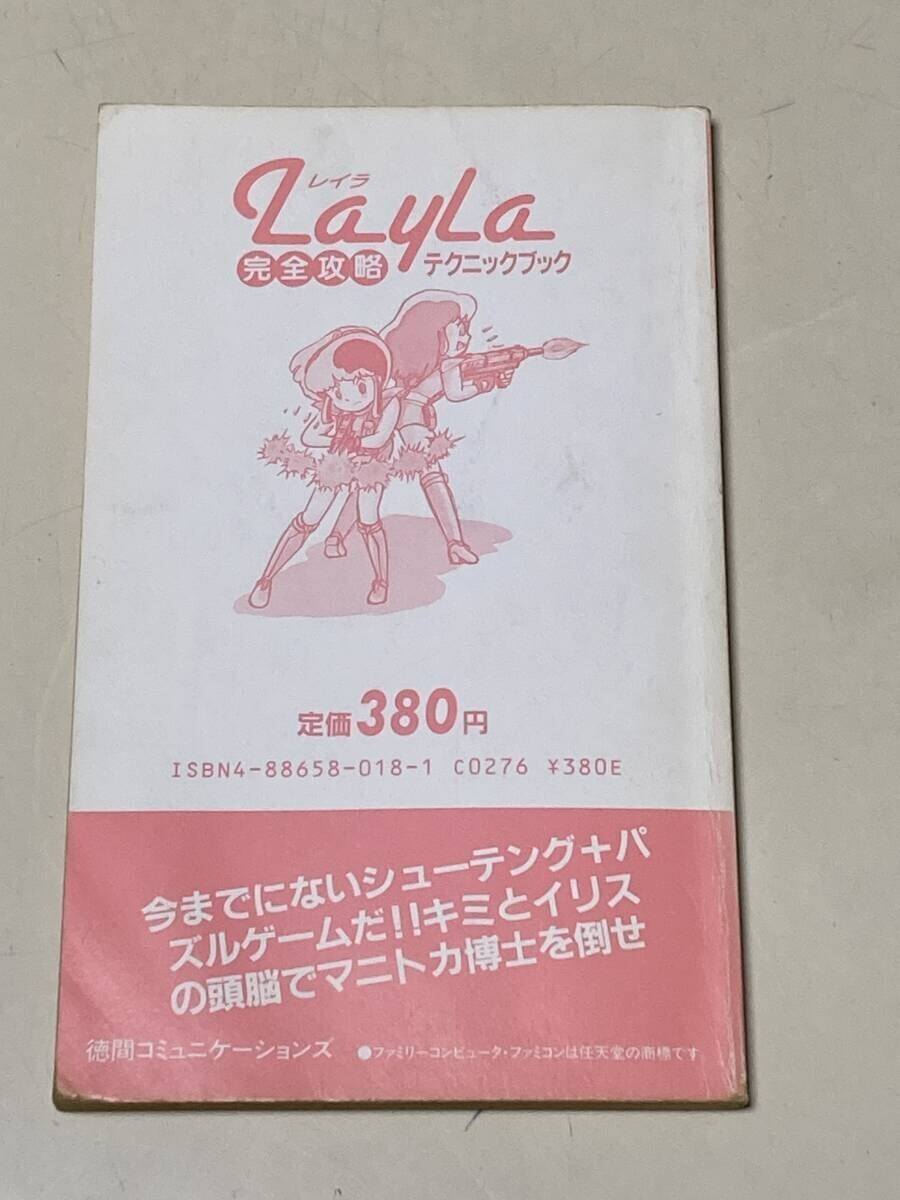 レイラ
Layla
完全攻略 テクニックブック
定価380円
ISBN4-88658-018-1 C0276 ¥380E
今までにないシューテング+パ
ズルゲームだ!!キミとイリス
の頭脳でマニトカ博士を倒せ
徳間コミュニケーションズ ●ファミリーコンピュータ・ファミコンは任天堂の商標です